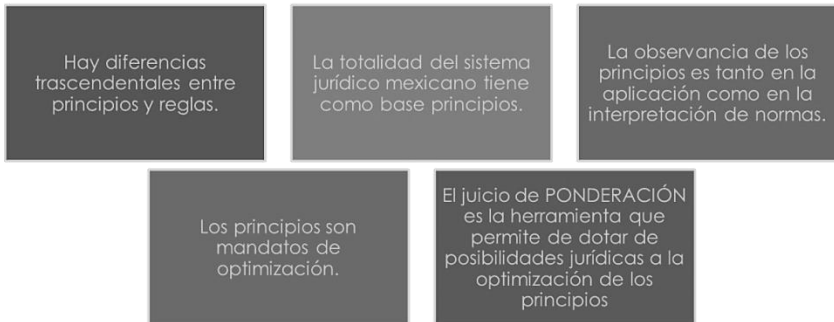 Hay diferencias
trascendentales entre
principios y reglas.
La totalidad del sistema
jurídico mexicano tiene
como base principios.
La observancia de los
principios es tanto en la
aplicación como en la
interpretación de normas.
Los principios son
mandatos de
optimización.
El juicio de PONDERACIÓN
es la herramienta que
permite de dotar de
posibilidades jurídicas a la
optimización de los
principios